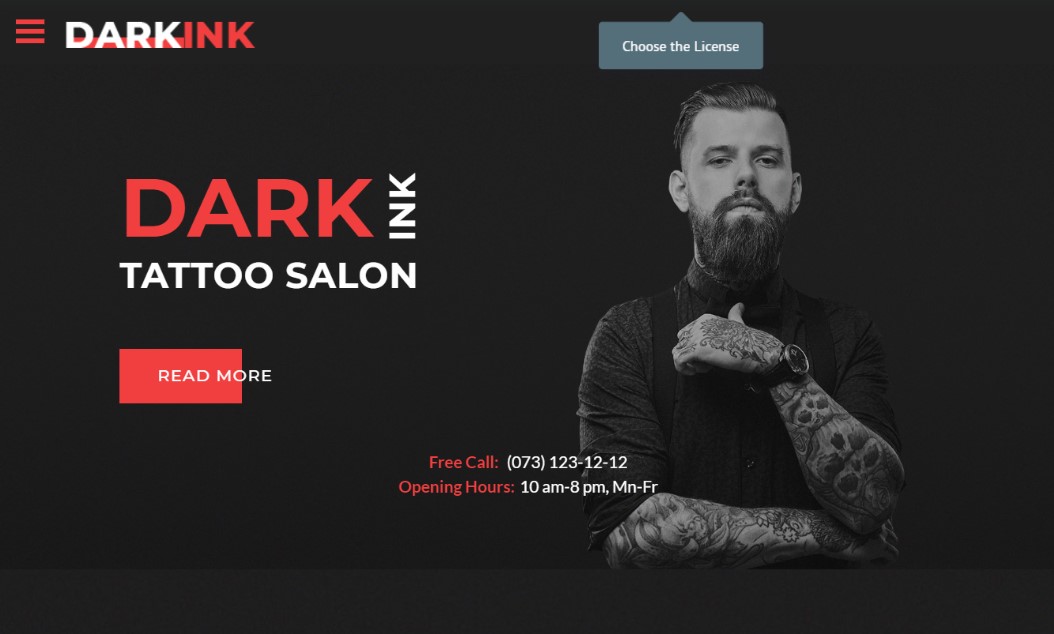 DARKINK
Choose the License
DARK INK
TATTOO SALON
READ MORE
Free Call: (073) 123-12-12
Opening Hours: 10 am-8 pm, Mn-Fr